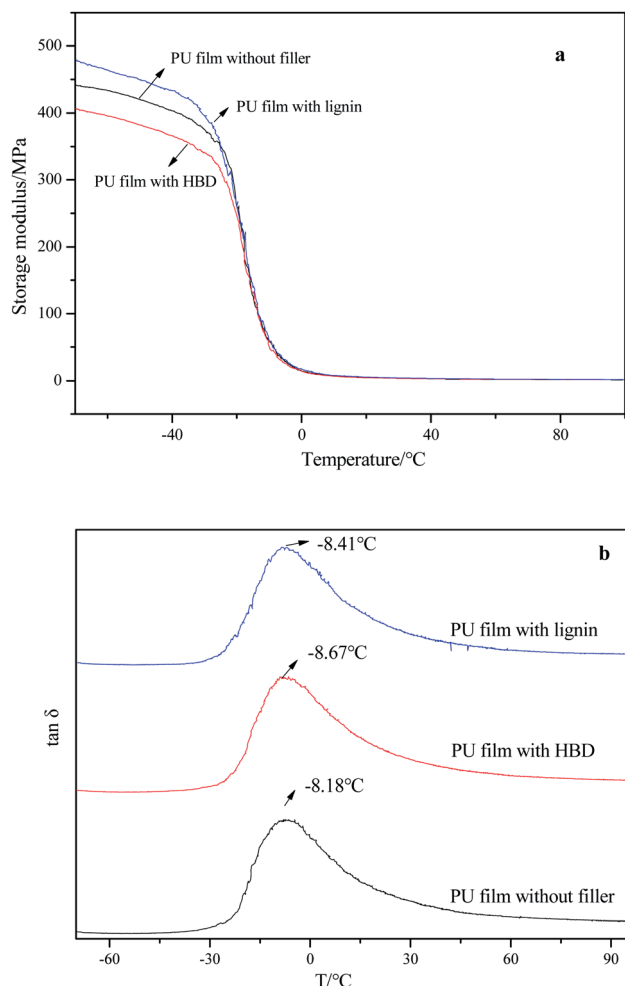 a
500
PU film without filler
400
PU film with lignin
300
PU film with HBD
200
100
0
Storage modulus/MPa
-40
0
40
80
Temperature/°C
b
-8.41°C
PU film with lignin
-8.67°C
PU film with HBD
tan δ
-8.18°C
PU film without filler
-60
-30
0
30
60
90
T/°C